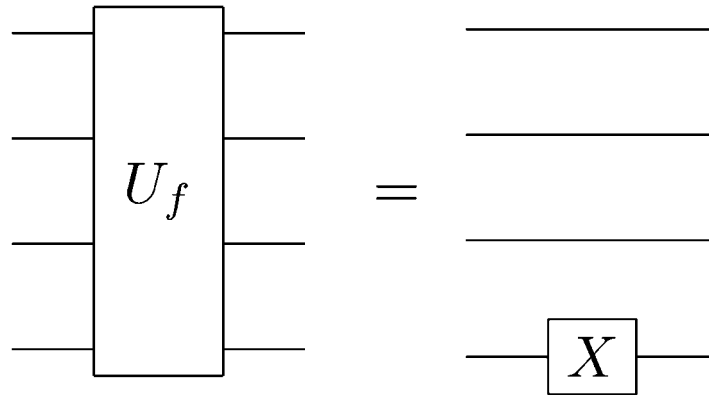 U_f
=
X